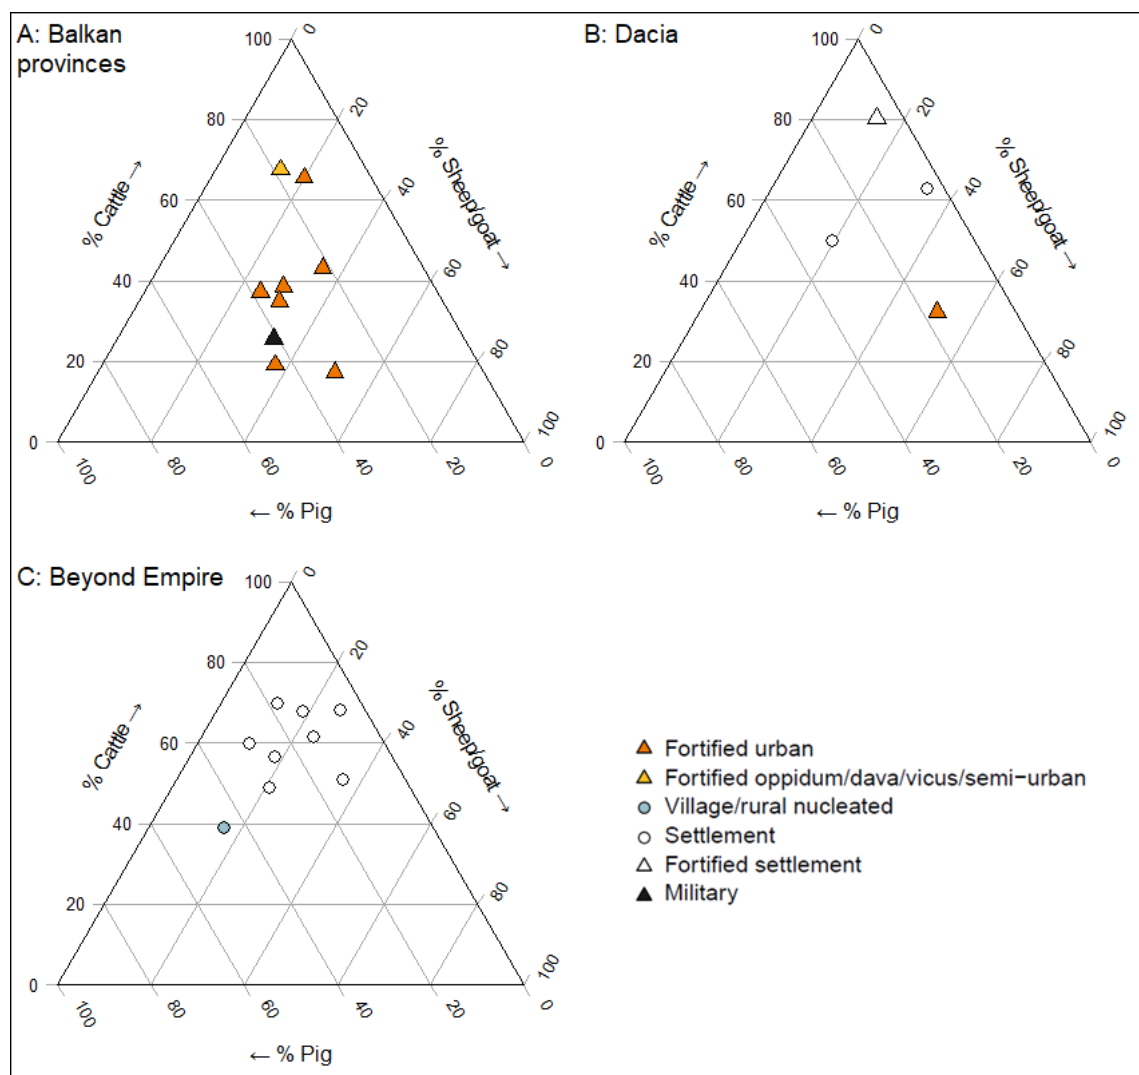 A: Balkan
provinces
100
80
60
40
20
0
0
20
40
60
80
100
100
80
60
40
20
0
% Cattle →
% Sheep/goat →
← % Pig
B: Dacia
100
80
60
40
20
0
0
20
40
60
80
100
100
80
60
40
20
0
% Cattle →
% Sheep/goat →
← % Pig
C: Beyond Empire
100
80
60
40
20
0
0
20
40
60
80
100
100
80
60
40
20
0
% Cattle →
% Sheep/goat →
← % Pig
Fortified urban
Fortified oppidum/dava/vicus/semi−urban
Village/rural nucleated
Settlement
Fortified settlement
Military